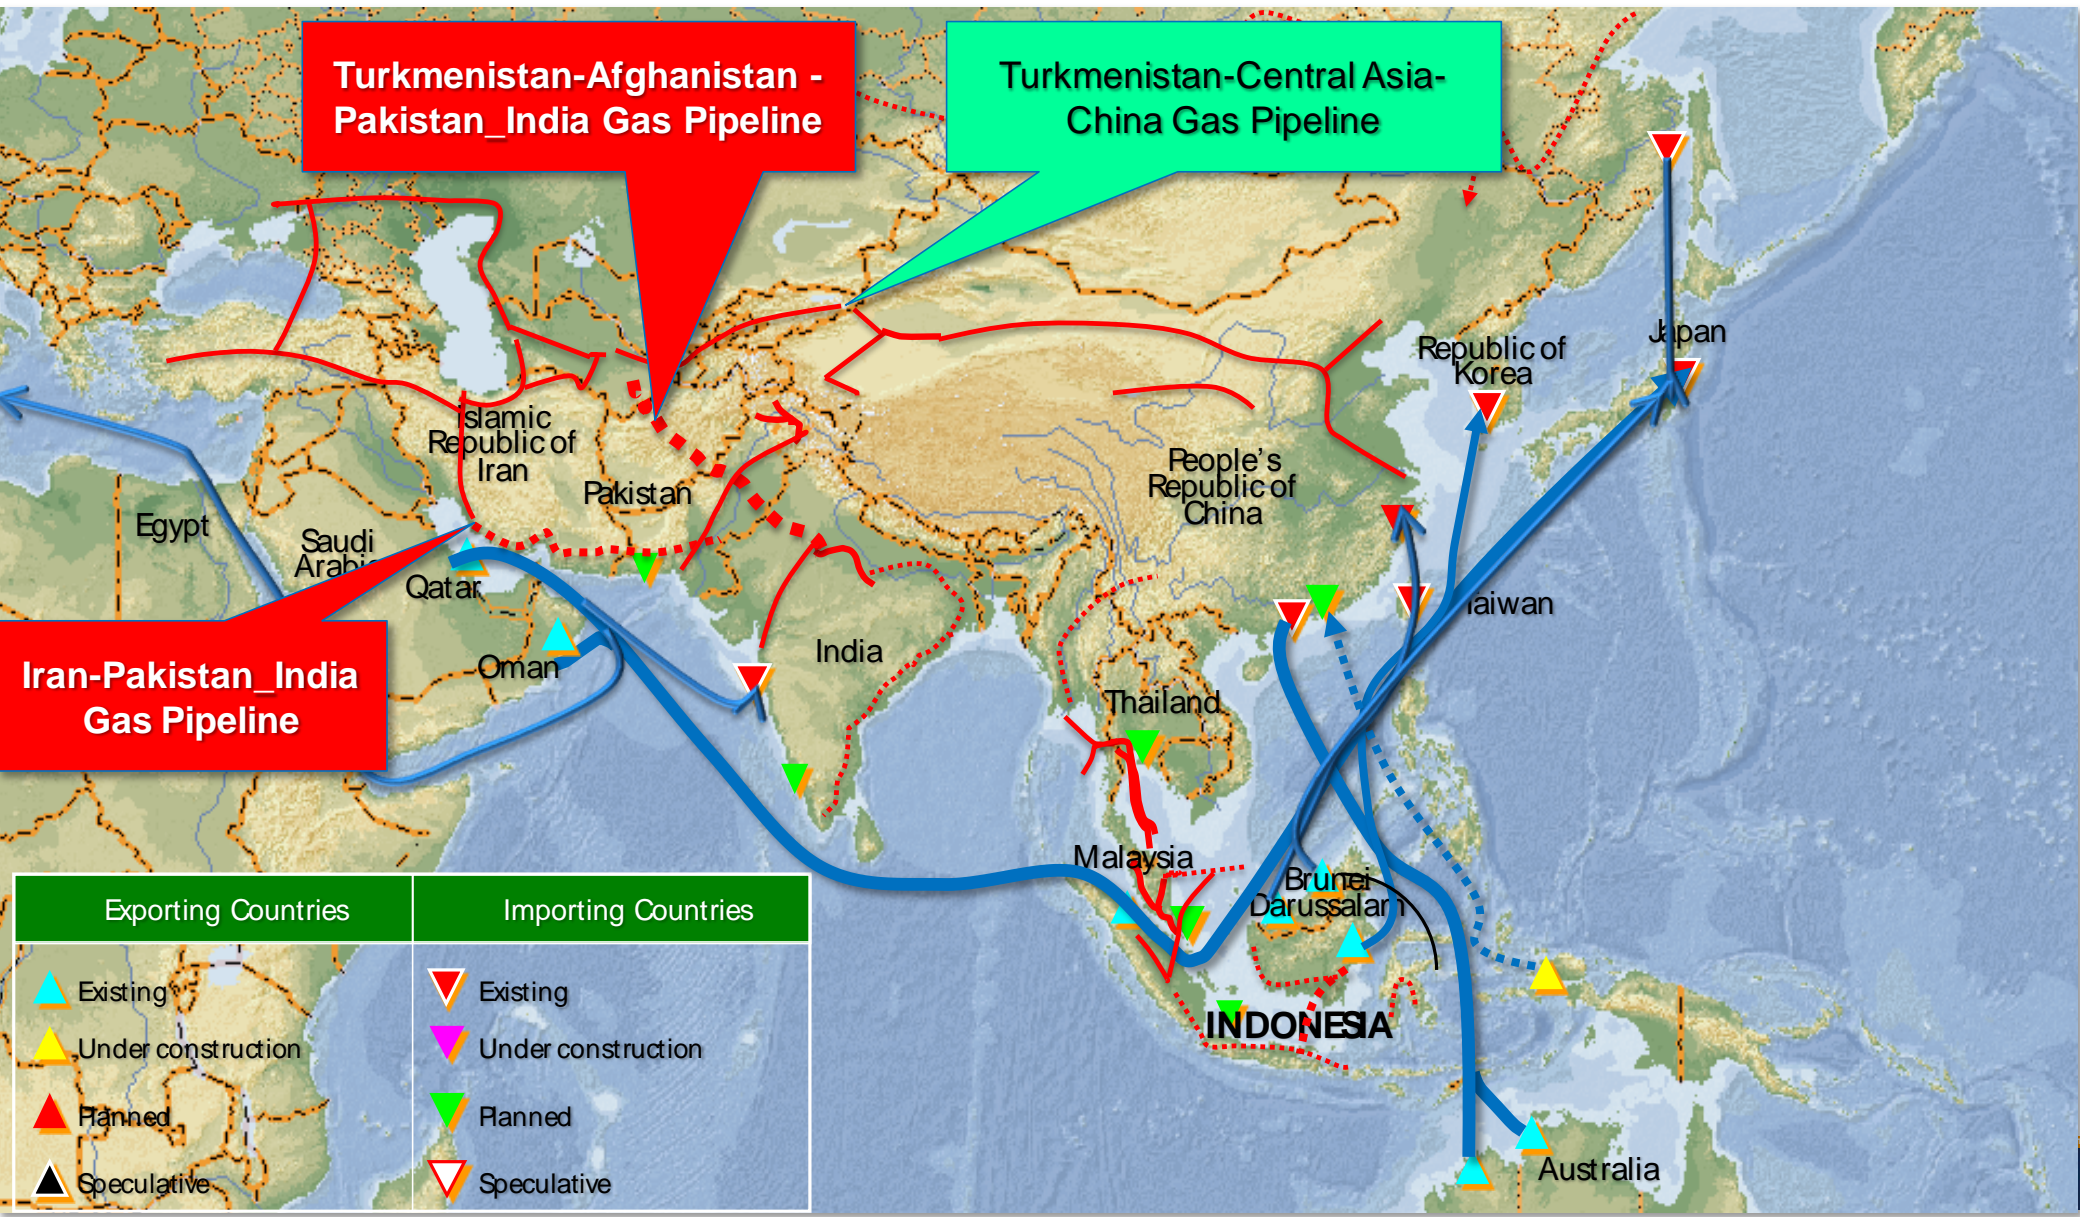 Turkmenistan-Afghanistan -
Pakistan_India Gas Pipeline
Turkmenistan-Central Asia-
China Gas Pipeline
Japan
Republic of
Korea
Islamic
Republic of
Iran
Pakistan
People's
Republic of
China
Egypt
Saudi
Arabia
Qatar
Taiwan
India
Oman
Iran-Pakistan_India
Gas Pipeline
Thailand
Malaysia
Brunei
Darussalam
INDONESIA
Australia
Exporting Countries
Importing Countries
Existing
Existing
Under construction
Under construction
Planned
Planned
Speculative
Speculative